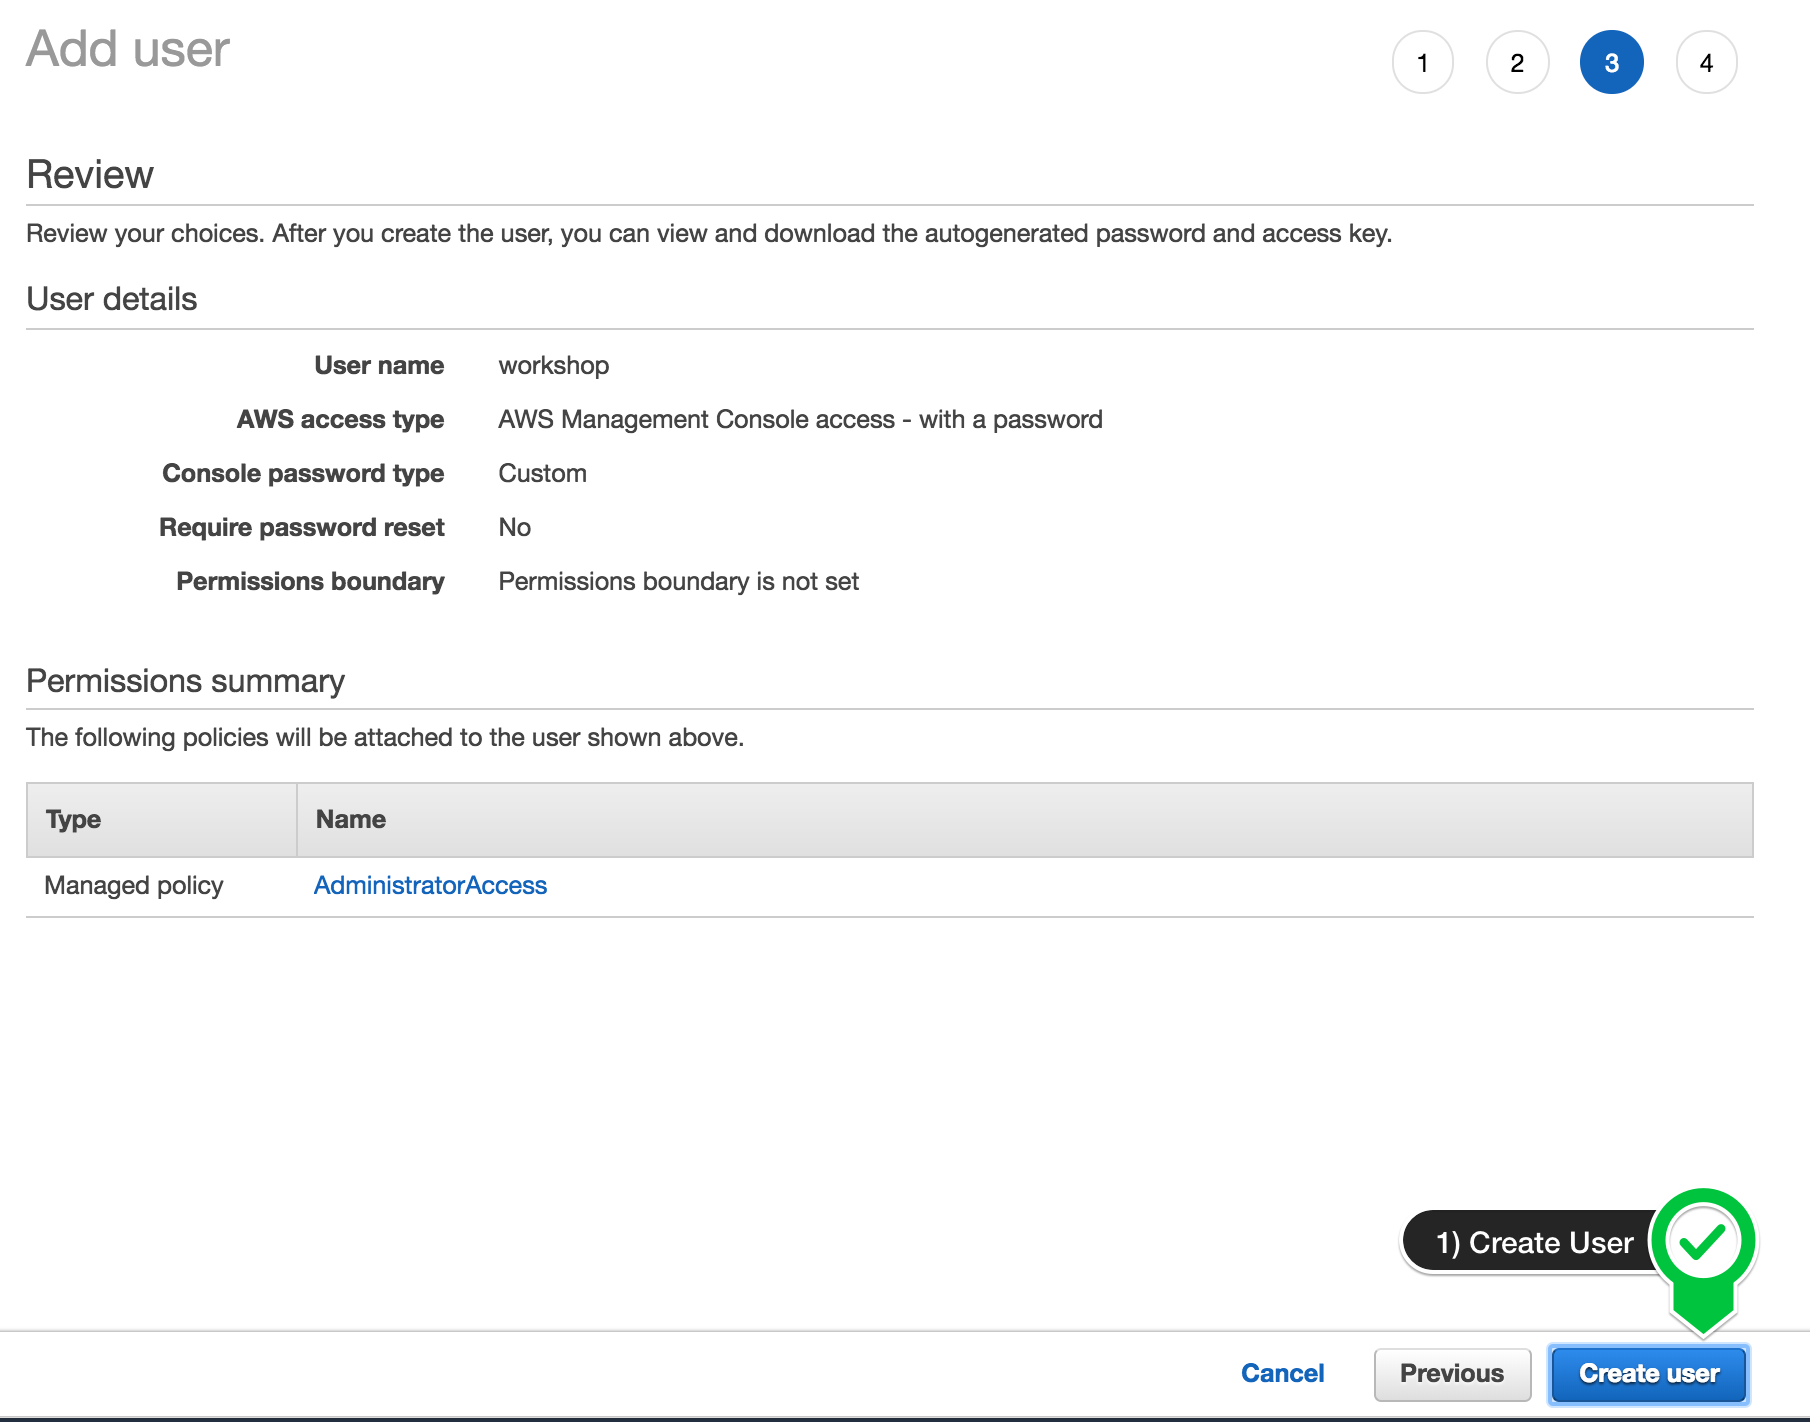 Add user
1 2 3 4
Review
Review your choices. After you create the user, you can view and download the autogenerated password and access key.
User details
User name workshop
AWS access type AWS Management Console access - with a password
Console password type Custom
Require password reset No
Permissions boundary Permissions boundary is not set
Permissions summary
The following policies will be attached to the user shown above.
Type Name
Managed policy AdministratorAccess
1) Create User
Cancel Previous Create user